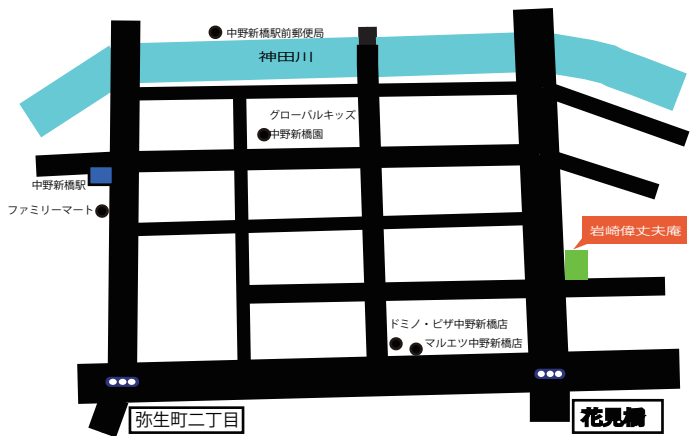 中野新橋駅前郵便局
神田川
グローバルキッズ
中野新橋園
中野新橋駅
ファミリーマート
岩崎偉丈夫庵
ドミノ・ピザ中野新橋店
マルエツ中野新橋店
弥生町二丁目
花見橋